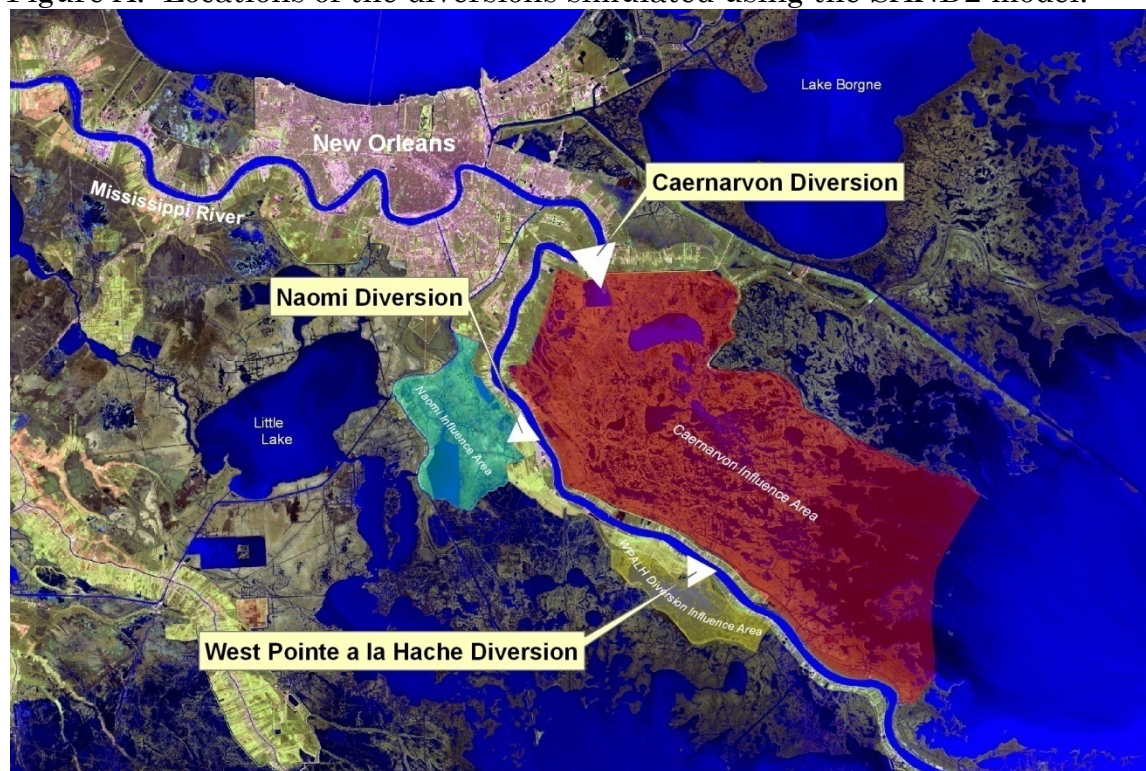 Figure A. Locations of the diversions simulated using the SAND2 model.
Lake Borgne
New Orleans
Caernarvon Diversion
Mississippi River
Naomi Diversion
Naomi Influence Area
Little
Lake
Caernarvon Influence Area
WPALH Diversion Influence Area
West Pointe a la Hache Diversion